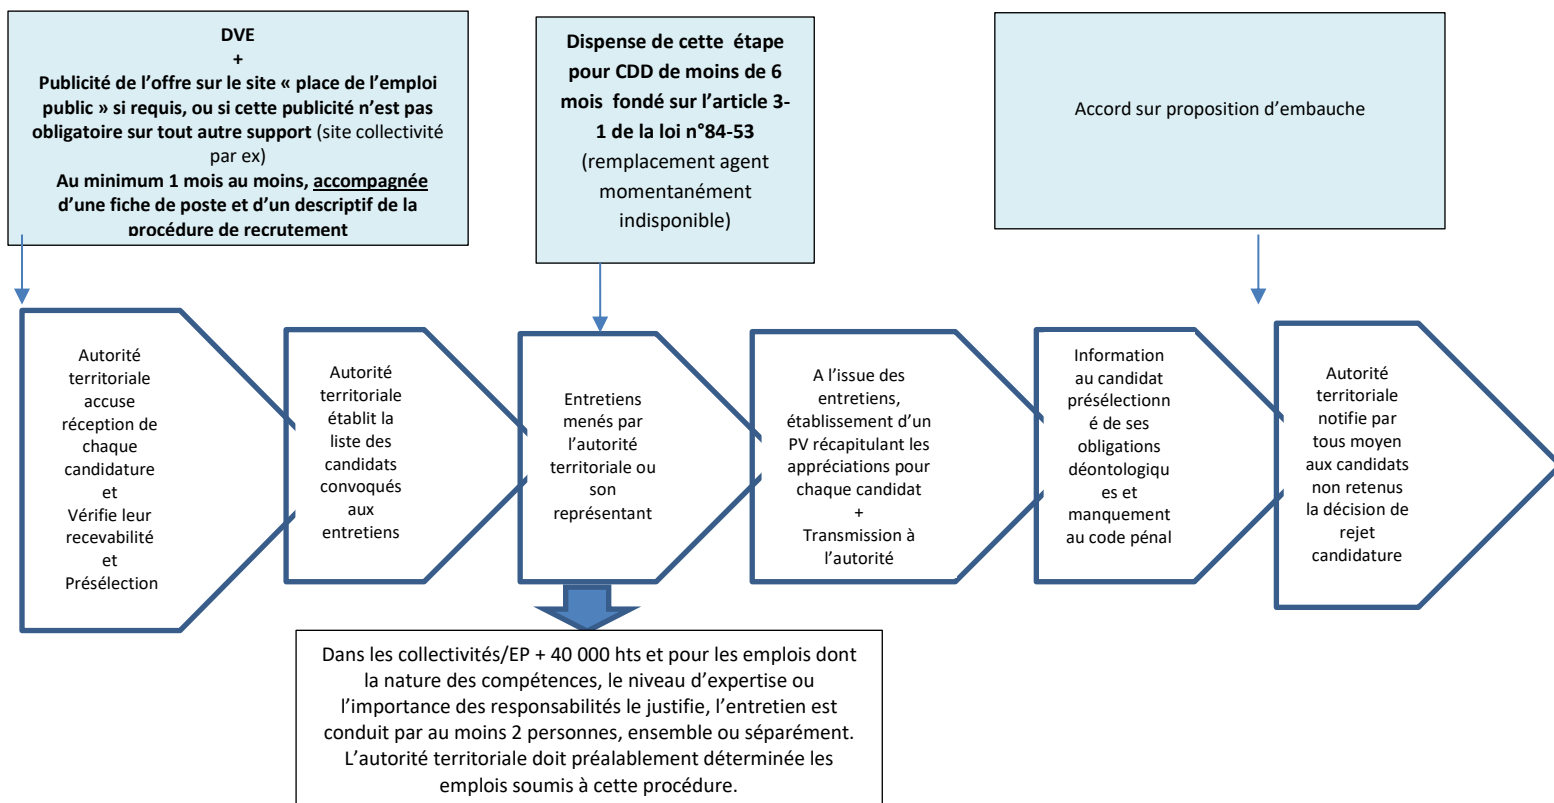 DVE
+
Publicité de l’offre sur le site « place de l’emploi
public » si requis, ou si cette publicité n’est pas
obligatoire sur tout autre support (site collectivité
par ex)
Au minimum 1 mois au moins, accompagnée
d’une fiche de poste et d’un descriptif de la
procédure de recrutement
Dispense de cette étape
pour CDD de moins de 6
mois fondé sur l’article 3-
1 de la loi n°84-53
(remplacement agent
momentanément
indisponible)
Accord sur proposition d’embauche
Autorité
territoriale
accuse
réception de
chaque
candidature
et
Vérifie leur
recevabilité
et
Présélection
Autorité
territoriale
établit la
liste des
candidats
convoqués
aux
entretiens
Entretiens
menés par
l’autorité
territoriale ou
son
représentant
A l’issue des
entretiens,
établissement d’un
PV récapitulant les
appréciations pour
chaque candidat
+
Transmission à
l’autorité
Information
au candidat
présélectionn
é de ses
obligations
déontologiqu
es et
manquement
au code pénal
Autorité
territoriale
notifie par
tous moyen
aux candidats
non retenus
la décision de
rejet
candidature
Dans les collectivités/EP + 40 000 hts et pour les emplois dont
la nature des compétences, le niveau d’expertise ou
l’importance des responsabilités le justifie, l’entretien est
conduit par au moins 2 personnes, ensemble ou séparément.
L’autorité territoriale doit préalablement déterminée les
emplois soumis à cette procédure.